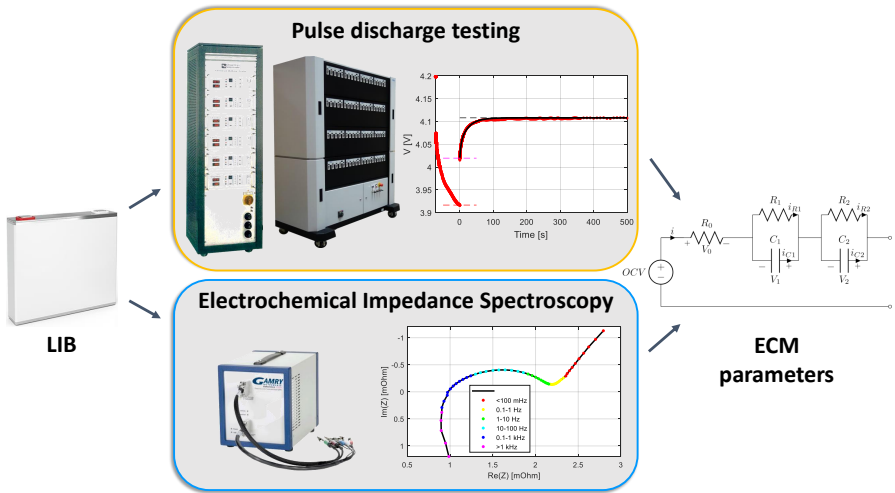 Pulse discharge testing
4.2
4.15
4.1
4.05
4
3.95
3.9
V [V]
0
100
200
300
400
500
Time [s]
LIB
Electrochemical Impedance Spectroscopy
GAMRY
-1
-0.5
0
0.5
1
Im(Z) [mOhm]
<100 mHz
0.1-1 Hz
1-10 Hz
10-100 Hz
0.1-1 kHz
>1 kHz
0.5
1
1.5
2
2.5
3
Re(Z) [mOhm]
OCV
+
−
i
R₀
+ −
V₀
R₁
i_R1
C₁
i_C1
− +
V₁
R₂
i_R2
C₂
i_C2
− +
V₂
ECM
parameters